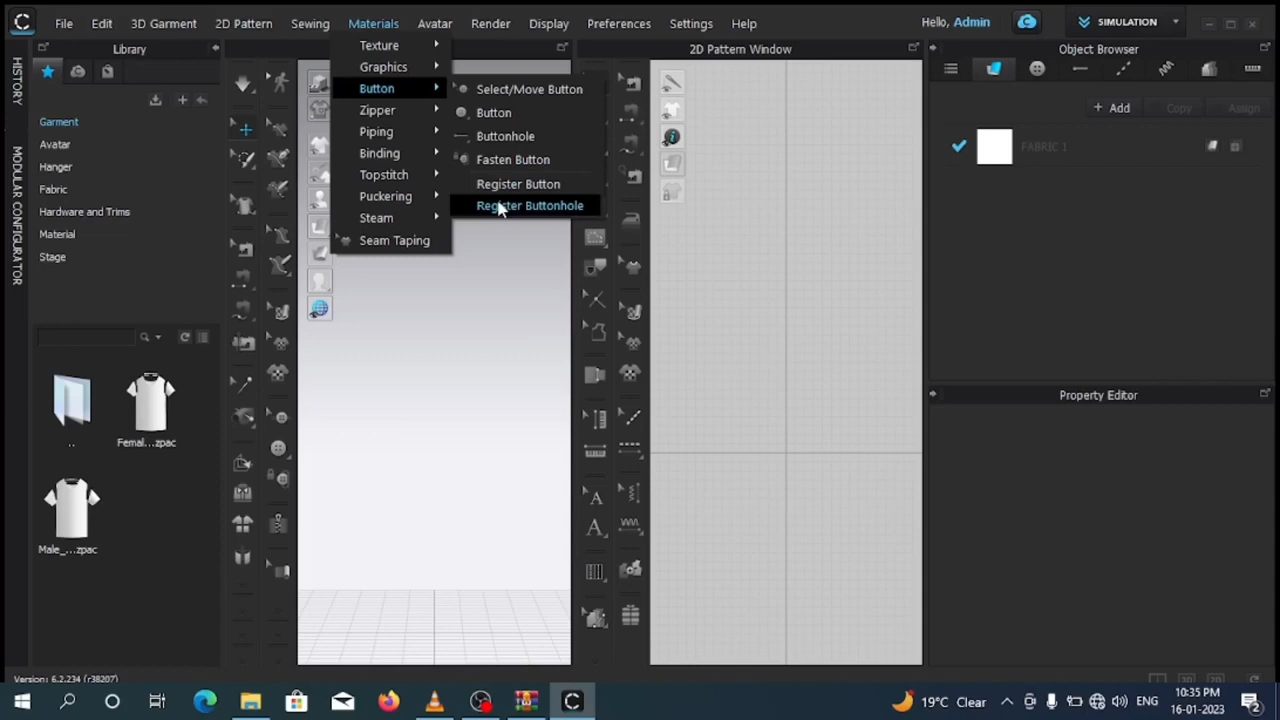 File Edit 3D Garment 2D Pattern Sewing Materials Avatar Render Display Preferences Settings Help Hello, Admin SIMULATION
Library 2D Pattern Window Object Browser
HISTORY
MODULAR CONFIGURATOR
Garment
Avatar
Hanger
Fabric
Hardware and Trims
Material
Stage
..
Femal....zpac
Male_....zpac
Texture
Graphics
Button
Zipper
Piping
Binding
Topstitch
Puckering
Steam
Seam Taping
Select/Move Button
Button
Buttonhole
Fasten Button
Register Button
Register Buttonhole
+ Add Copy Assign
FABRIC 1
Property Editor
Version: 6.2.234 (r38207)
19°C Clear ENG 10:35 PM
16-01-2023
2